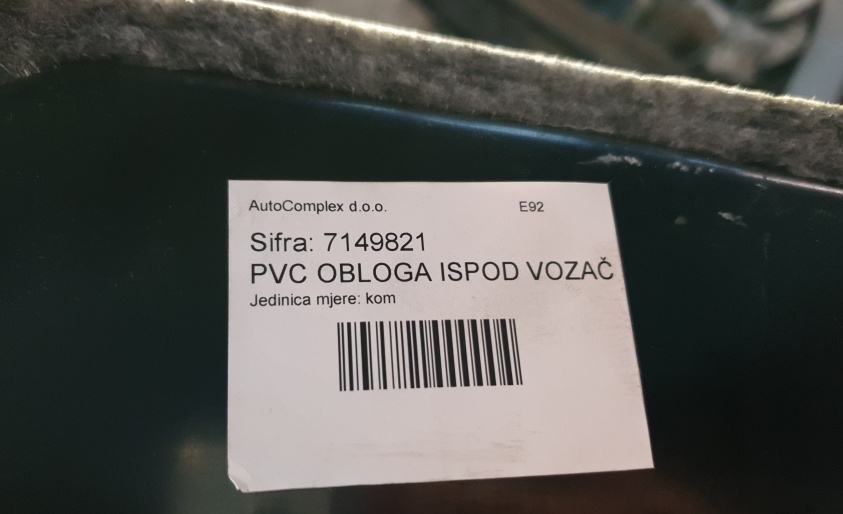 AutoComplex d.o.o. E92
Sifra: 7149821
PVC OBLOGA ISPOD VOZAČ
Jedinica mjere: kom